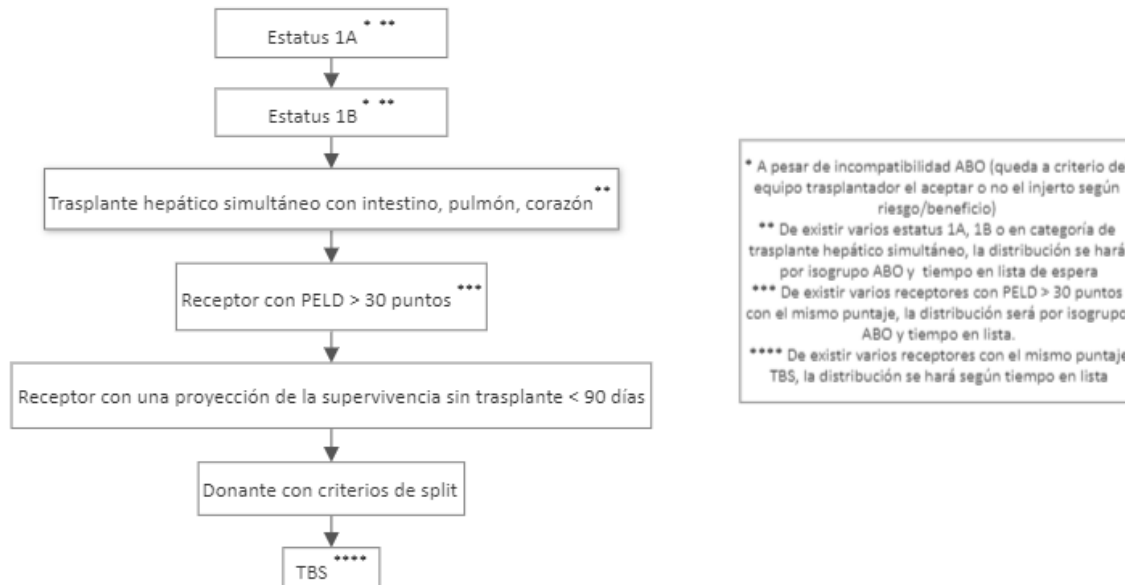 Estatus 1A * **
Estatus 1B * **
Trasplante hepático simultáneo con intestino, pulmón, corazón **
Receptor con PELD > 30 puntos ***
Receptor con una proyección de la supervivencia sin trasplante < 90 días
Donante con criterios de split
TBS ****
* A pesar de incompatibilidad ABO (queda a criterio de
equipo trasplantador el aceptar o no el injerto según
riesgo/beneficio)
** De existir varios estatus 1A, 1B o en categoría de
trasplante hepático simultáneo, la distribución se hará
por isogrupo ABO y tiempo en lista de espera
*** De existir varios receptores con PELD > 30 puntos
con el mismo puntaje, la distribución será por isogrupo
ABO y tiempo en lista.
**** De existir varios receptores con el mismo puntaje
TBS, la distribución se hará según tiempo en lista